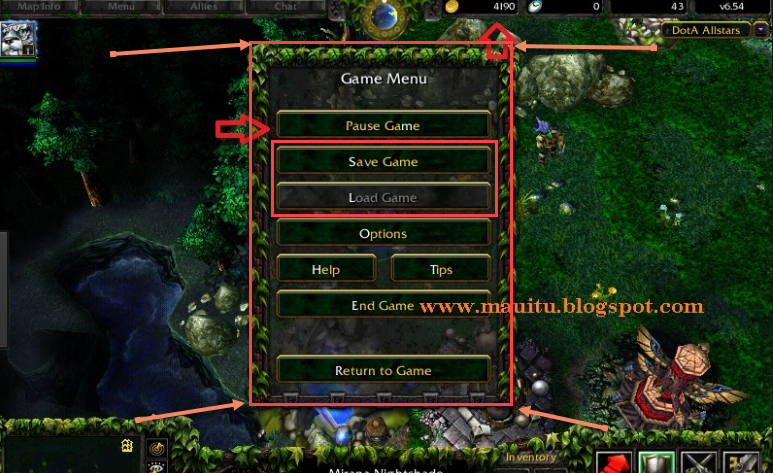 Map Info Menu Allies Chat 4190 0 43 v6.54
DotA Allstars
Game Menu
Pause Game
Save Game
Load Game
Options
Help Tips
End Game
www.mauitu.blogspot.com
Return to Game
Inventory
Mirana Nightshade